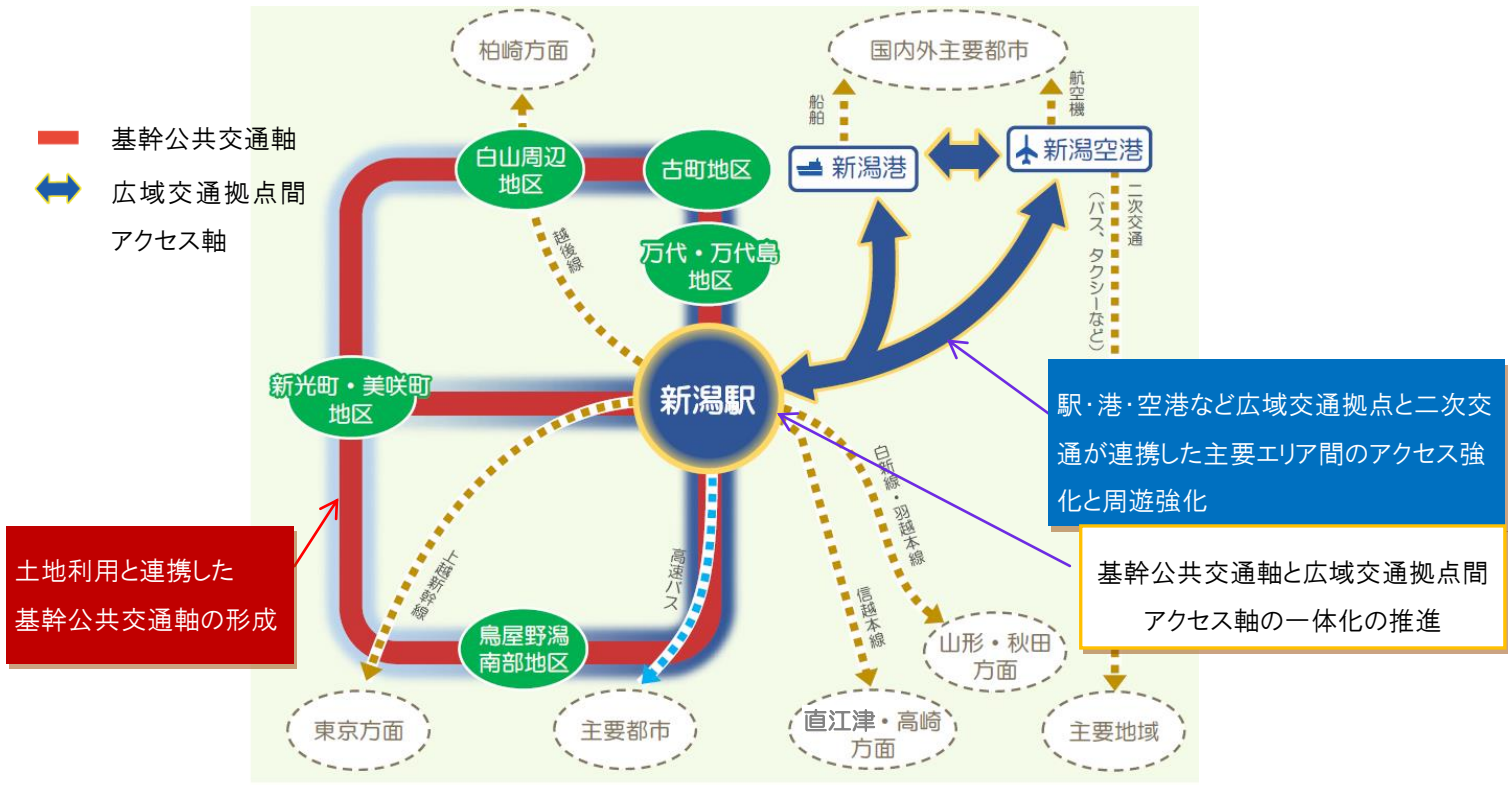 柏崎方面
国内外主要都市
基幹公共交通軸
広域交通拠点間
アクセス軸
船舶
航空機
白山周辺
地区
古町地区
新潟港
新潟空港
二次交通
(バス、タクシーなど)
越後線
万代・万代島
地区
新光町・美咲町
地区
新潟駅
駅・港・空港など広域交通拠点と二次交
通が連携した主要エリア間のアクセス強
化と周遊強化
白新線・羽越本線
土地利用と連携した
基幹公共交通軸の形成
上越新幹線
高速バス
信越本線
基幹公共交通軸と広域交通拠点間
アクセス軸の一体化の推進
鳥屋野潟
南部地区
山形・秋田
方面
東京方面
主要都市
直江津・高崎
方面
主要地域